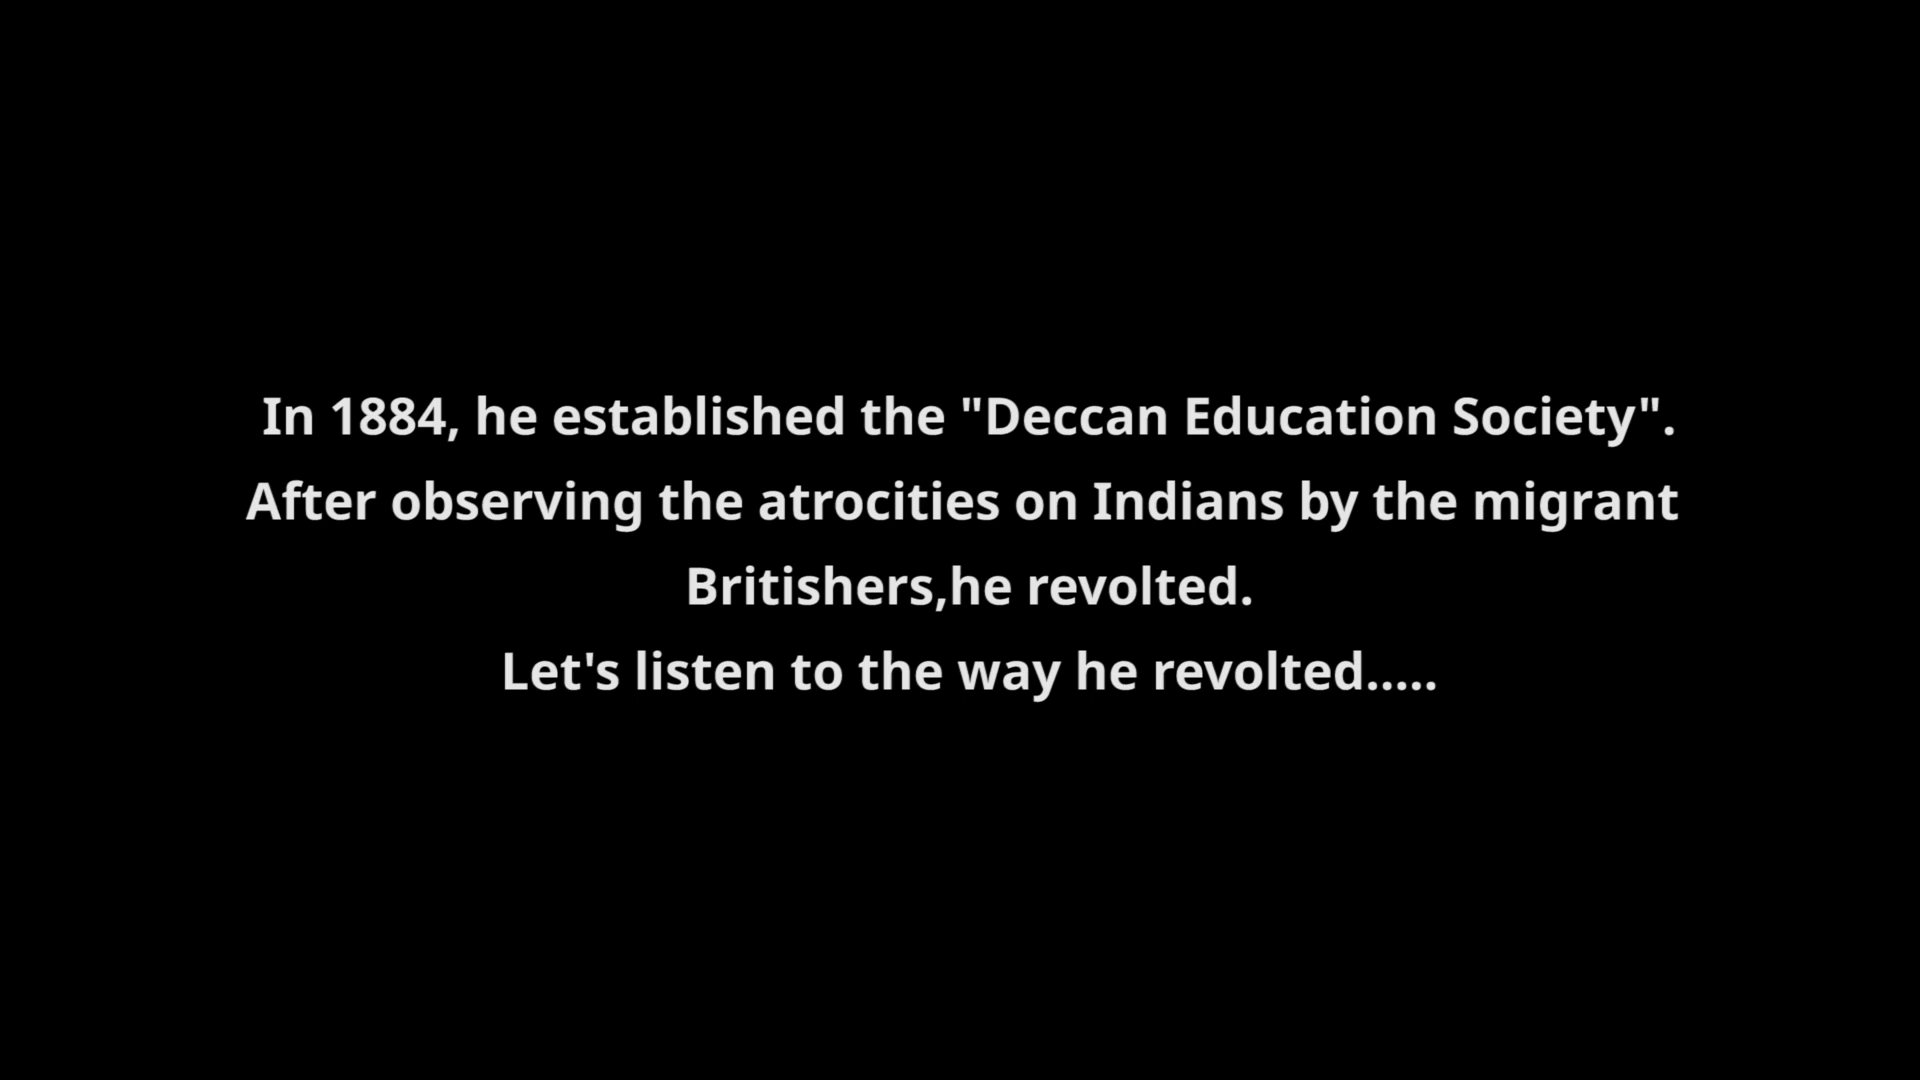 In 1884, he established the "Deccan Education Society".
After observing the atrocities on Indians by the migrant
Britishers,he revolted.
Let's listen to the way he revolted.....